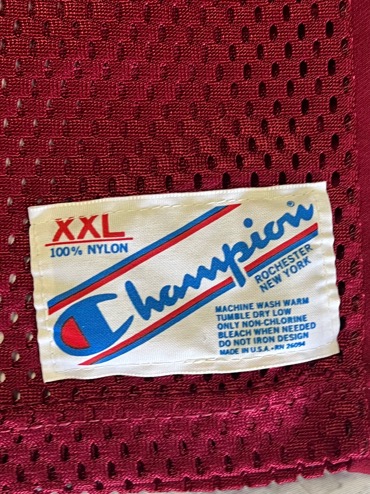 XXL
100% NYLON
Champion
ROCHESTER
NEW YORK
MACHINE WASH WARM
TUMBLE DRY LOW
ONLY NON-CHLORINE
BLEACH WHEN NEEDED
DO NOT IRON DESIGN
MADE IN U.S.A. • RN 26094